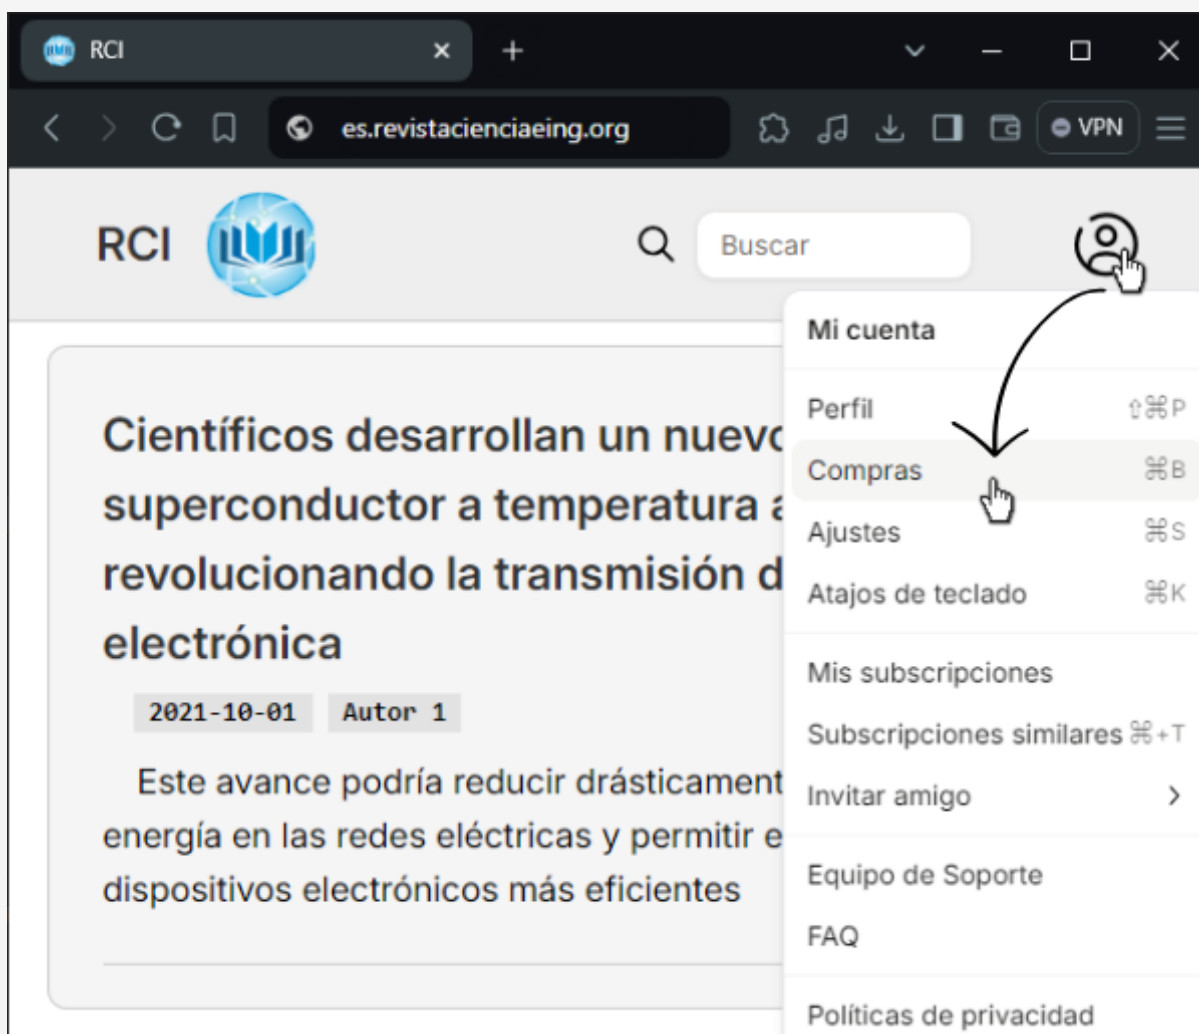 RCI
es.revistacienciaeing.org
VPN
RCI
Buscar
Mi cuenta
Perfil ⇧⌘P
Compras ⌘B
Ajustes ⌘S
Atajos de teclado ⌘K
Mis subscripciones
Subscripciones similares ⌘+T
Invitar amigo
Equipo de Soporte
FAQ
Políticas de privacidad
Científicos desarrollan un nuevo
superconductor a temperatura a
revolucionando la transmisión d
electrónica
2021-10-01 Autor 1
Este avance podría reducir drásticament
energía en las redes eléctricas y permitir e
dispositivos electrónicos más eficientes